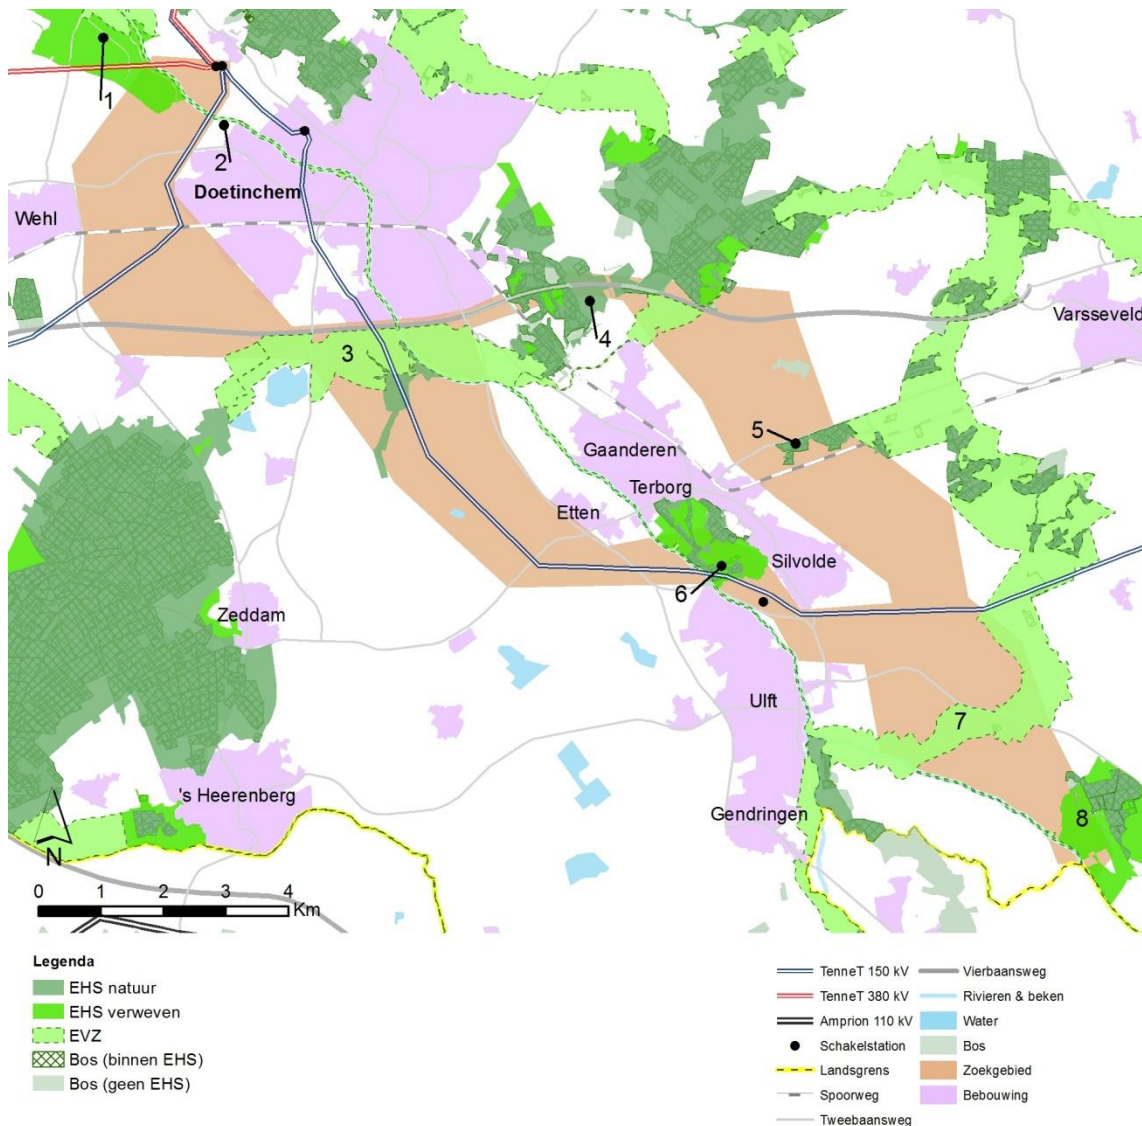 1
2
Doetinchem
Wehl
3
4
Varsseveld
5
Gaanderen
Terborg
Etten
Silvolde
6
Zeddam
Ulft
7
's Heerenberg
Gendringen
8
N
0 1 2 3 4
Km
Legenda
EHS natuur
EHS verweven
EVZ
Bos (binnen EHS)
Bos (geen EHS)
TenneT 150 kV
TenneT 380 kV
Amprion 110 kV
Schakelstation
Landsgrens
Spoorweg
Tweebaansweg
Vierbaansweg
Rivieren & beken
Water
Bos
Zoekgebied
Bebouwing